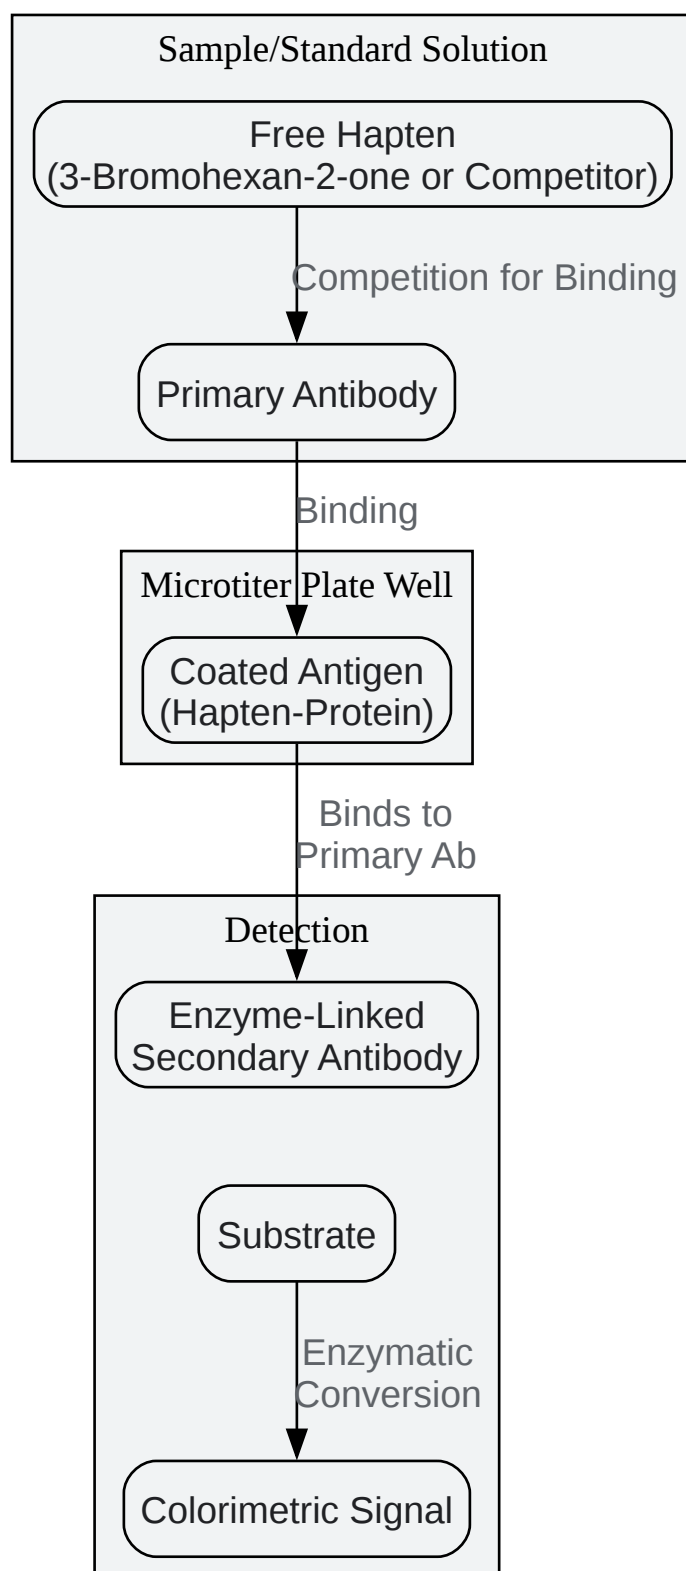 Sample/Standard Solution
Free Hapten
(3-Bromohexan-2-one or Competitor)
Competition for Binding
Primary Antibody
Binding
Microtiter Plate Well
Coated Antigen
(Hapten-Protein)
Binds to
Primary Ab
Detection
Enzyme-Linked
Secondary Antibody
Substrate
Enzymatic
Conversion
Colorimetric Signal